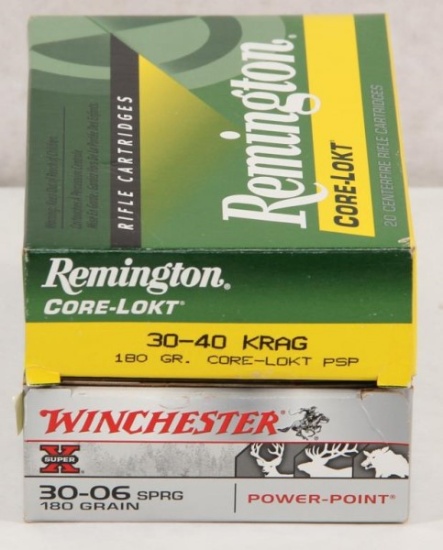 RIFLE CARTRIDGES
Remington®
CORE-LOKT®
20 CENTERFIRE RIFLE CARTRIDGES
Remington®
CORE-LOKT®
30-40 KRAG
180 GR. CORE-LOKT PSP
WINCHESTER
SUPER X
30-06 SPRG
180 GRAIN
POWER-POINT®